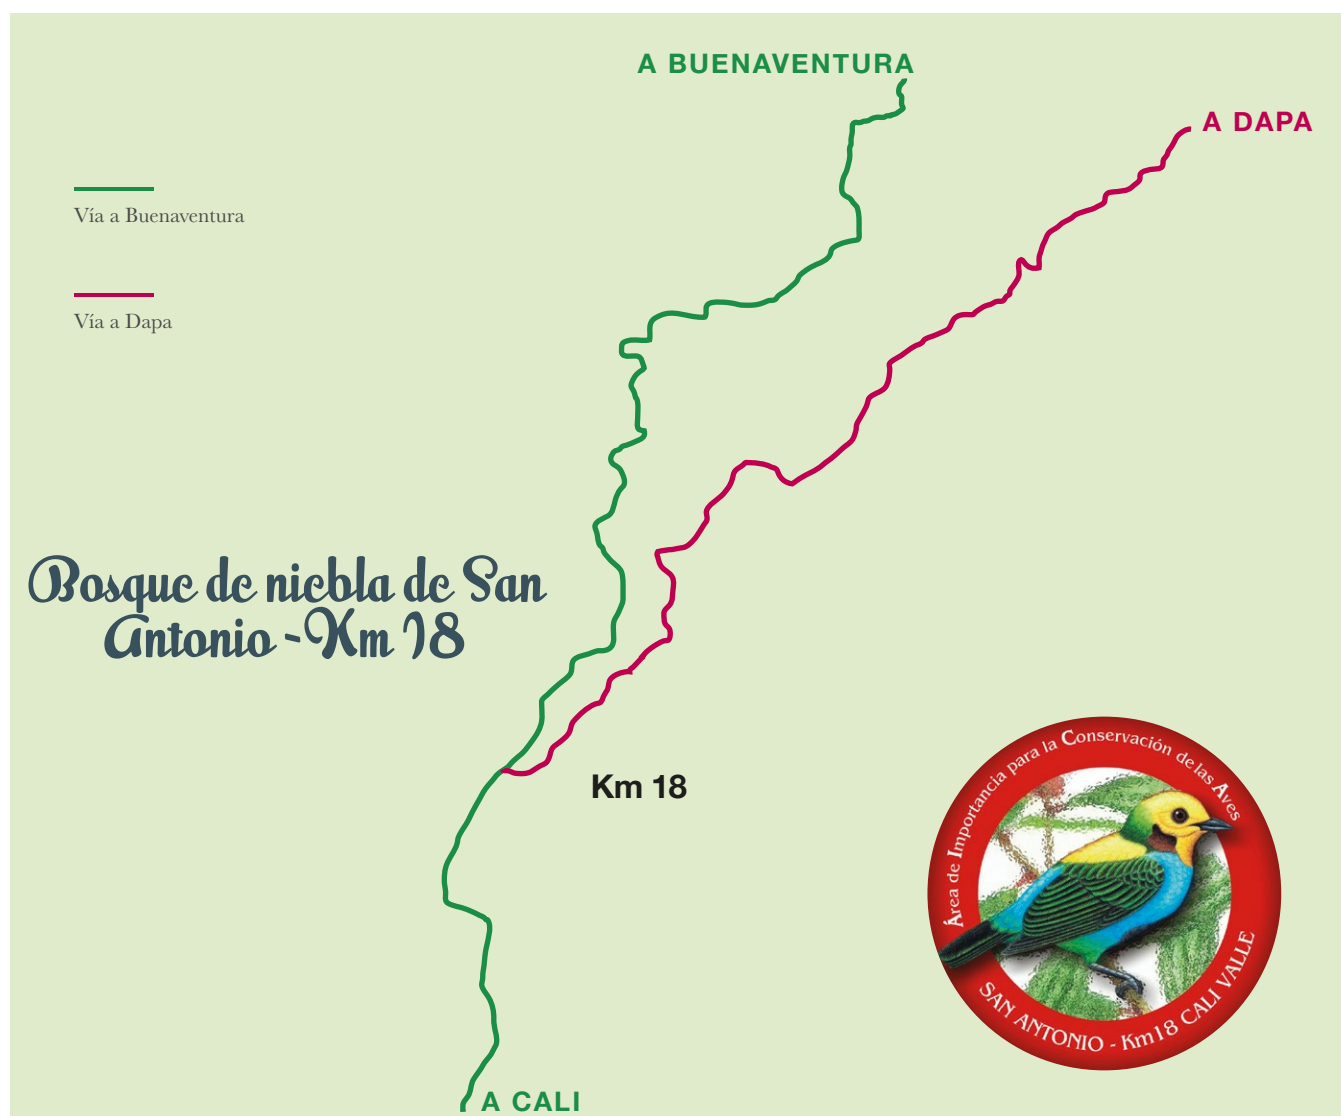 A BUENAVENTURA
A DAPA
Vía a Buenaventura
Vía a Dapa
Bosque de niebla de San
Antonio - Km 18
Km 18
Área de Importancia para la Conservación de las Aves
SAN ANTONIO - Km18 CALI VALLE
A CALI